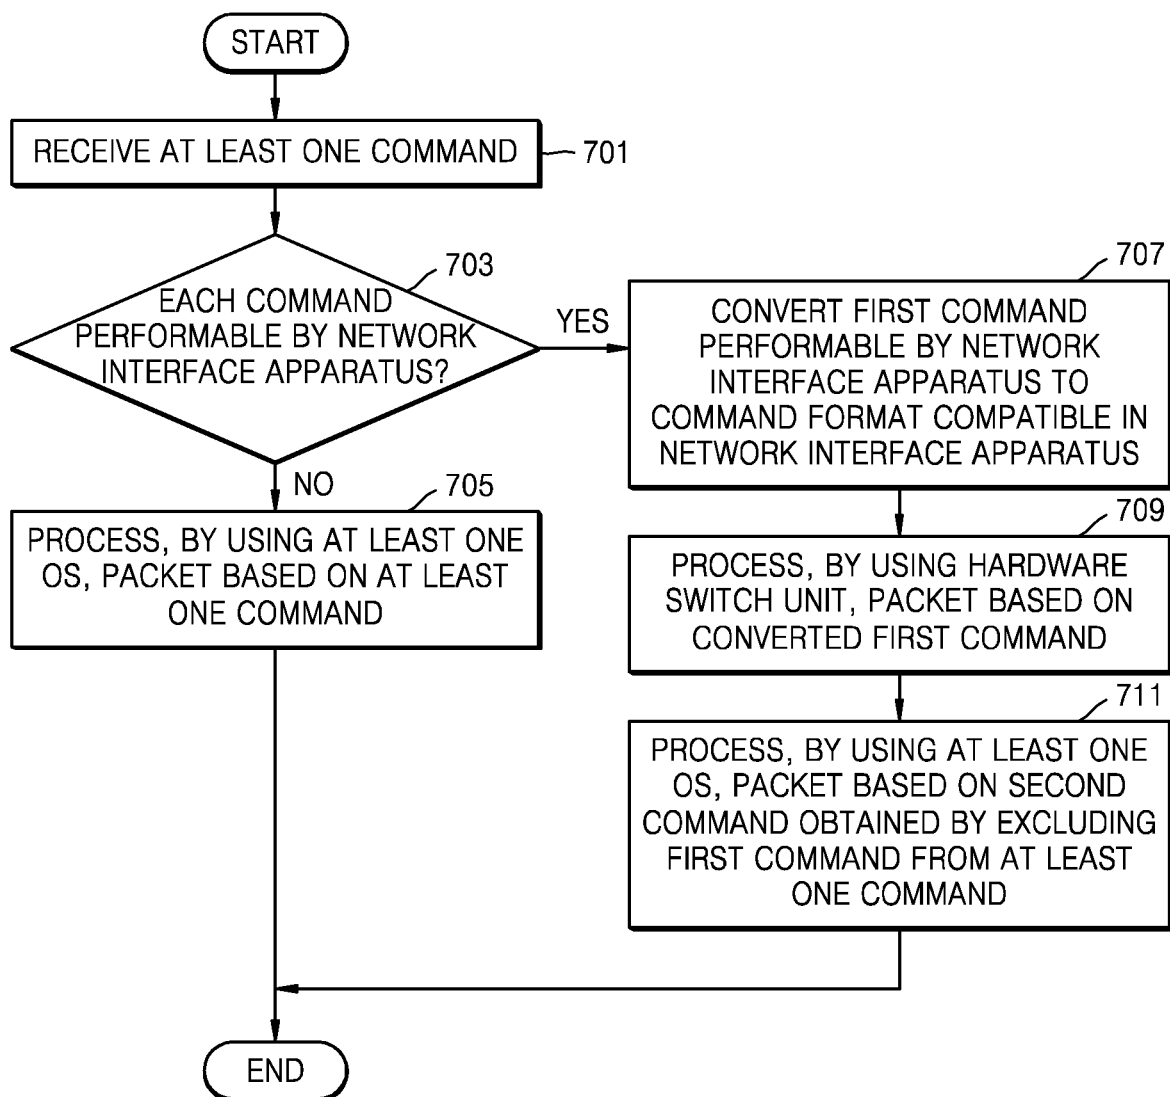 START
RECEIVE AT LEAST ONE COMMAND
701
703
EACH COMMAND
PERFORMABLE BY NETWORK
INTERFACE APPARATUS?
YES
NO
705
PROCESS, BY USING AT LEAST ONE
OS, PACKET BASED ON AT LEAST
ONE COMMAND
707
CONVERT FIRST COMMAND
PERFORMABLE BY NETWORK
INTERFACE APPARATUS TO
COMMAND FORMAT COMPATIBLE IN
NETWORK INTERFACE APPARATUS
709
PROCESS, BY USING HARDWARE
SWITCH UNIT, PACKET BASED ON
CONVERTED FIRST COMMAND
711
PROCESS, BY USING AT LEAST ONE
OS, PACKET BASED ON SECOND
COMMAND OBTAINED BY EXCLUDING
FIRST COMMAND FROM AT LEAST
ONE COMMAND
END